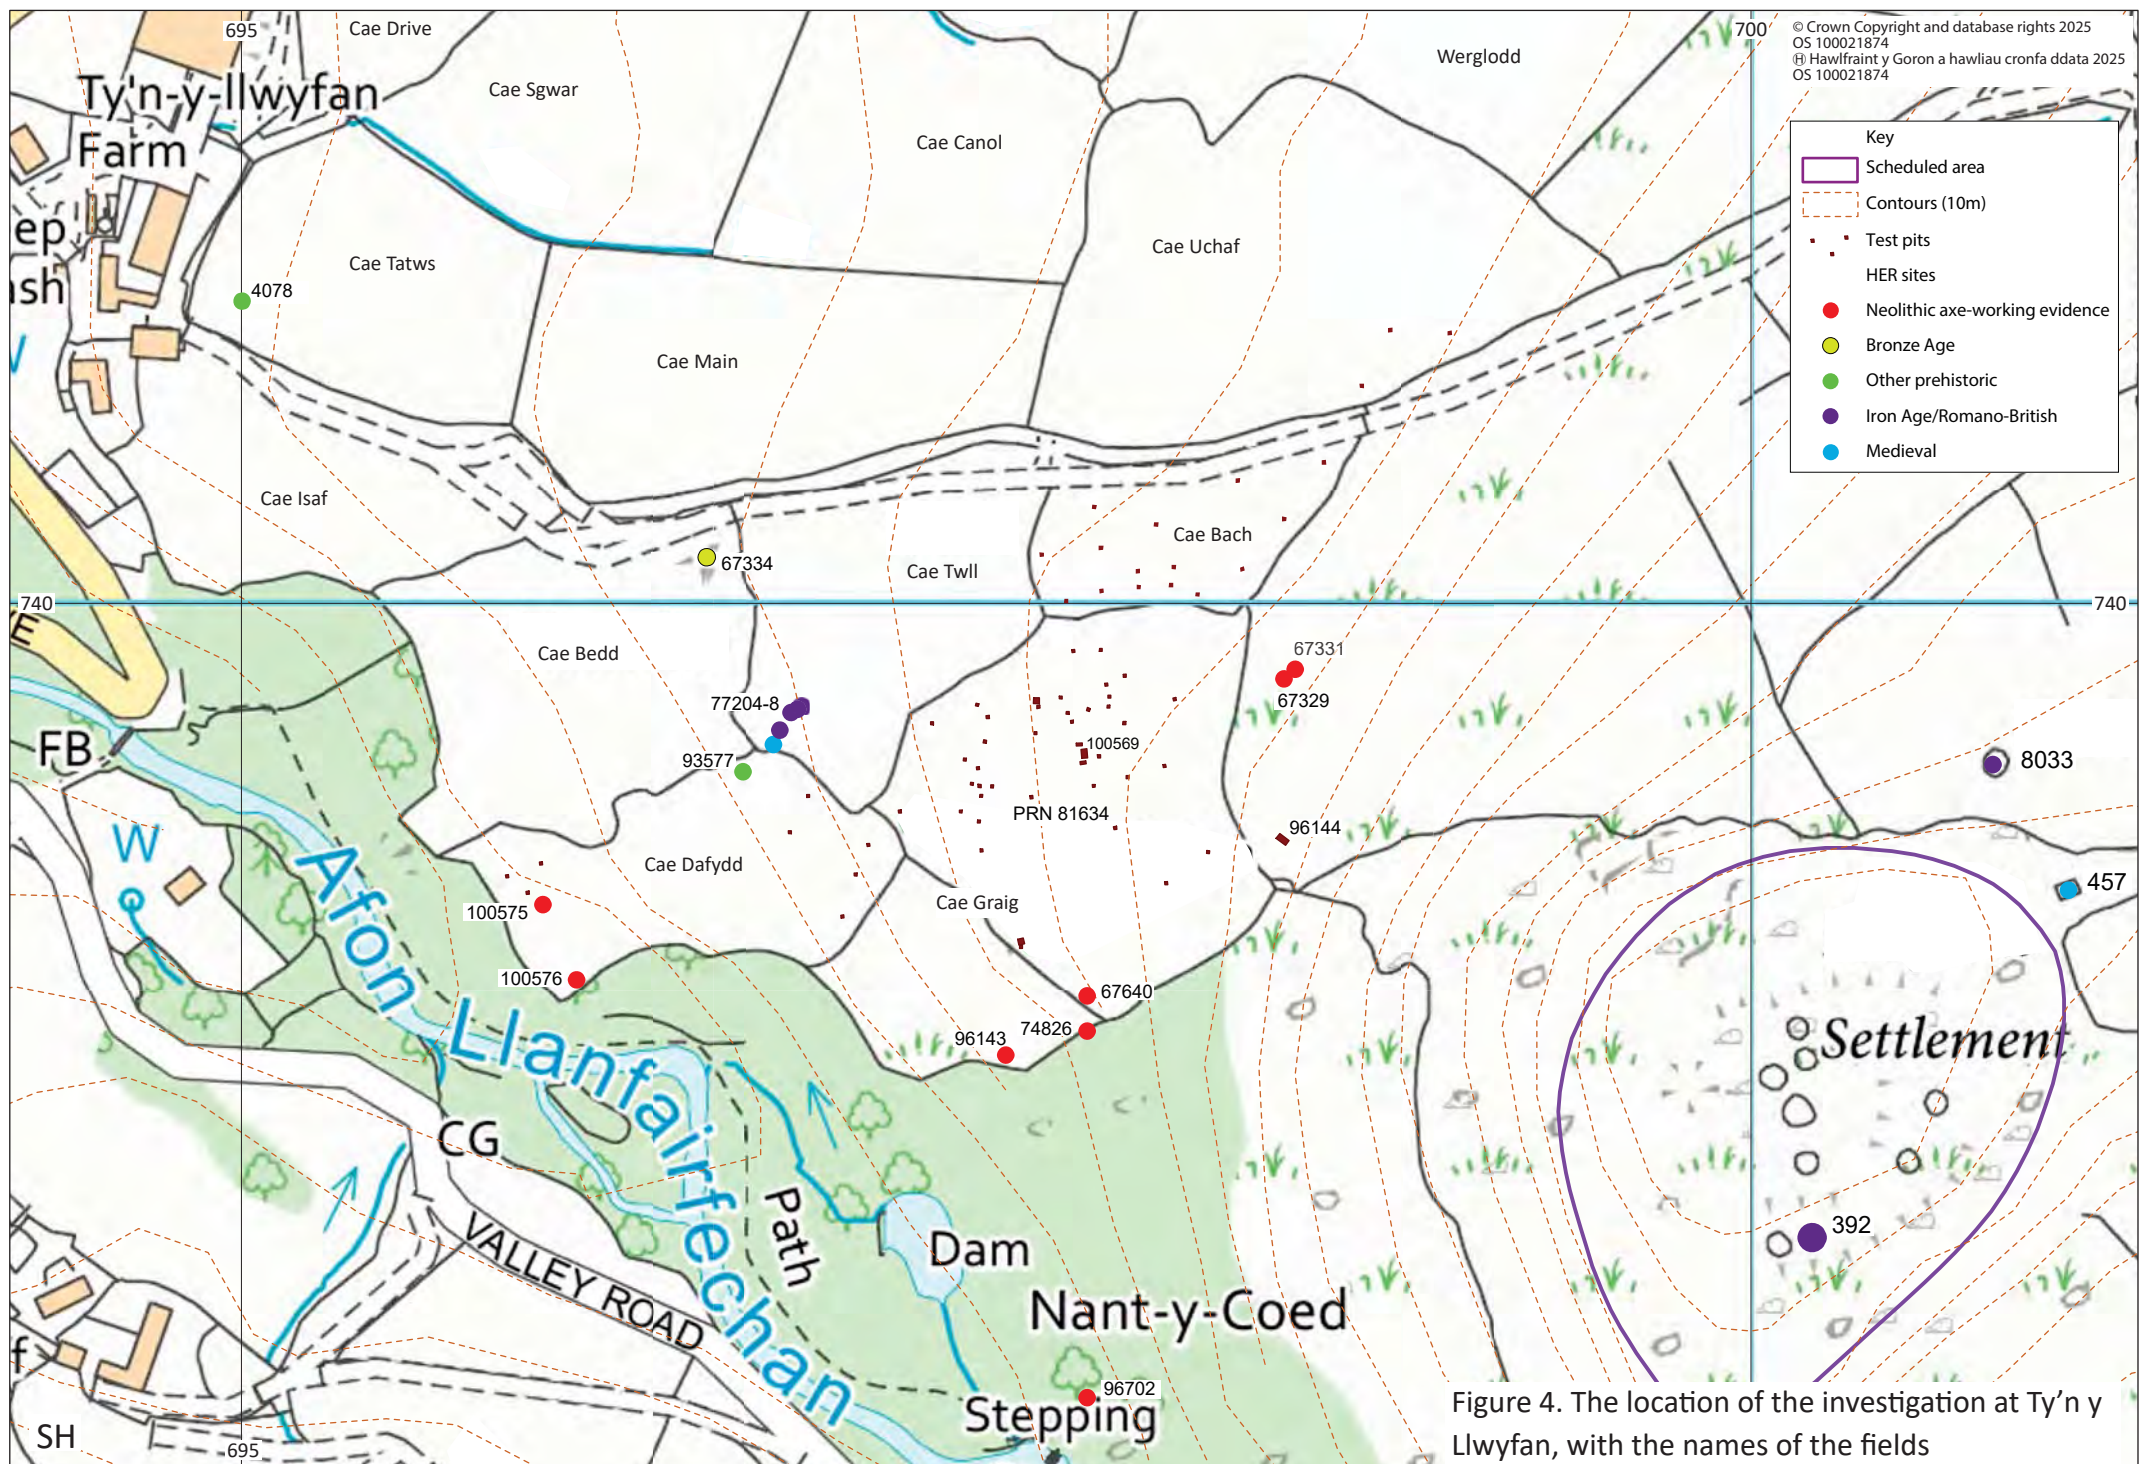 695
Cae Drive
700
© Crown Copyright and database rights 2025
OS 100021874
Ⓗ Hawlfraint y Goron a hawliau cronfa ddata 2025
OS 100021874
Werglodd
Ty'n-y-llwyfan
Farm
Cae Sgwar
Cae Canol
Key
Scheduled area
Contours (10m)
Test pits
HER sites
Neolithic axe-working evidence
Bronze Age
Other prehistoric
Iron Age/Romano-British
Medieval
ep
ash
Cae Tatws
Cae Uchaf
4078
W
Cae Main
Cae Isaf
Cae Bach
67334
Cae Twll
740
740
E
Cae Bedd
67331
67329
77204-8
FB
93577
100569
8033
PRN 81634
96144
W
Cae Dafydd
457
Cae Graig
100575
100576
67640
74826
96143
Afon Llanfairfechan
Settlement
CG
Path
392
Dam
VALLEY ROAD
Nant-y-Coed
f
96702
Stepping
SH
695
Figure 4. The location of the investigation at Ty'n y
Llwyfan, with the names of the fields